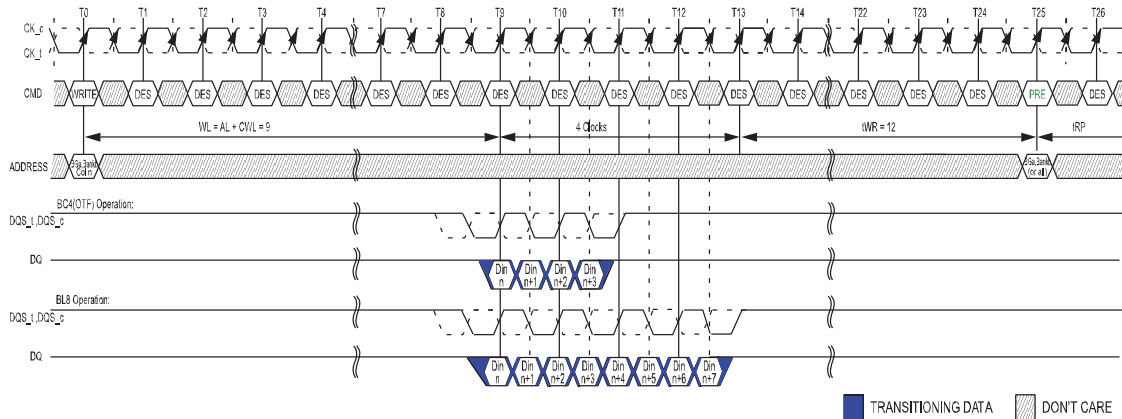 T0 T1 T2 T3 T4 T7 T8 T9 T10 T11 T12 T13 T14 T22 T23 T24 T25 T26
CK_c
CK_t
CMD WRITE DES DES DES DES DES DES DES DES DES DES DES DES DES DES DES PRE DES
WL = AL + CWL = 9 4 Clocks tWR = 12 tRP
ADDRESS
Col n
(or all)
BC4(OTF) Operation:
DQS_t ,DQS_c
DQ Din n Din n+1 Din n+2 Din n+3
BL8 Operation:
DQS_t ,DQS_c
DQ Din n Din n+1 Din n+2 Din n+3 Din n+4 Din n+5 Din n+6 Din n+7
TRANSITIONING DATA DON'T CARE